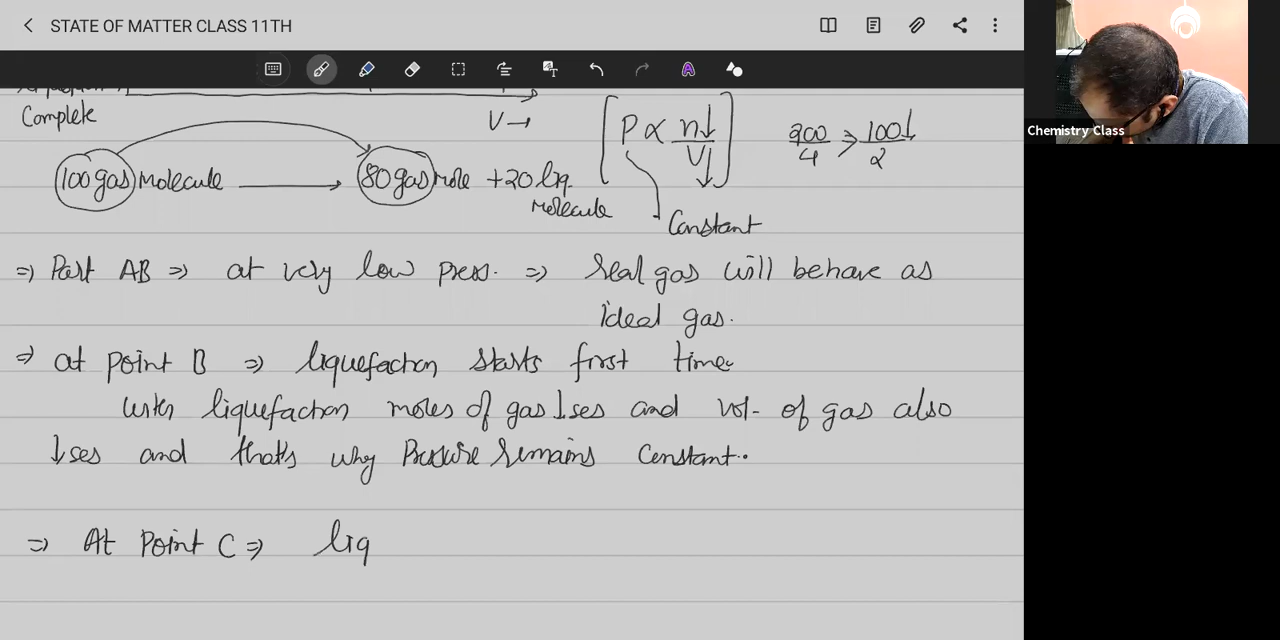 STATE OF MATTER CLASS 11TH
Complete
V →
[P ∝ n↓/V↓]
200/4 > 100↓/2
100 gas Molecule → 80 gas mole + 20 liq.
Molecule
Constant
Chemistry Class
⇒ Part AB ⇒ at very low press. ⇒ real gas will behave as
ideal gas.
⇒ at point B ⇒ liquefaction starts first time
with liquefaction moles of gas ↓ses and vol- of gas also
↓ses and that's why Pressure remains Constant..
⇒ At Point C ⇒ liq